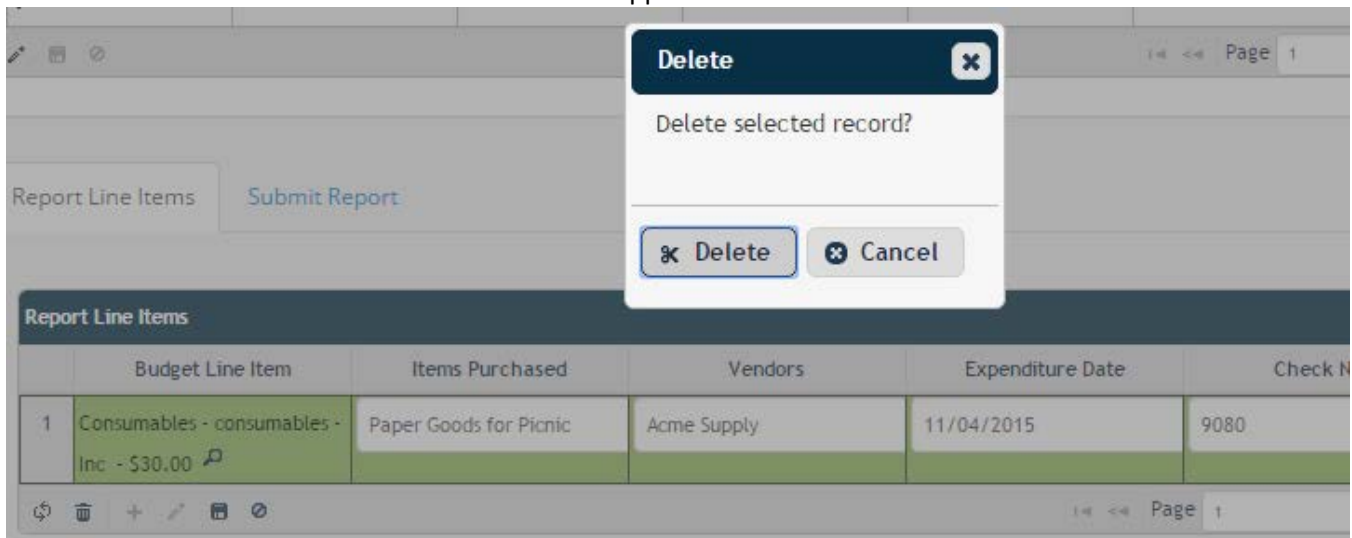 Delete
Page 1
Delete selected record?
Report Line Items Submit Report
Delete Cancel
Report Line Items
Budget Line Item Items Purchased Vendors Expenditure Date Check N
1 Consumables - consumables - Paper Goods for Picnic Acme Supply 11/04/2015 9080
Inc - $30.00
Page 1